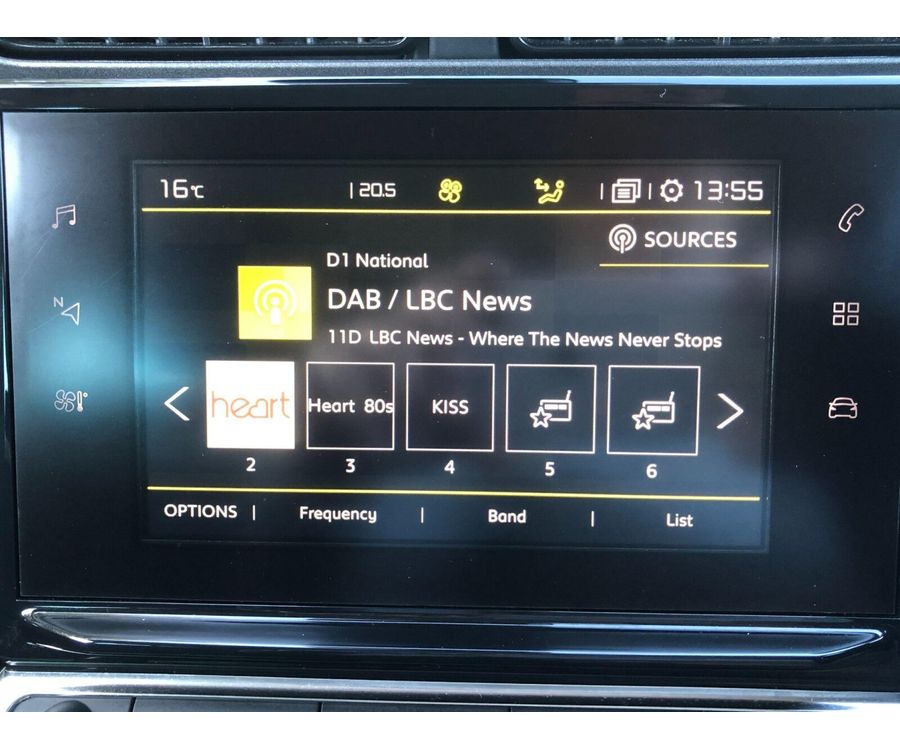 16°C | 20.5 | | 13:55
SOURCES
D1 National
DAB / LBC News
11D LBC News - Where The News Never Stops
heart Heart 80s KISS
2 3 4 5 6
OPTIONS | Frequency | Band | List
N